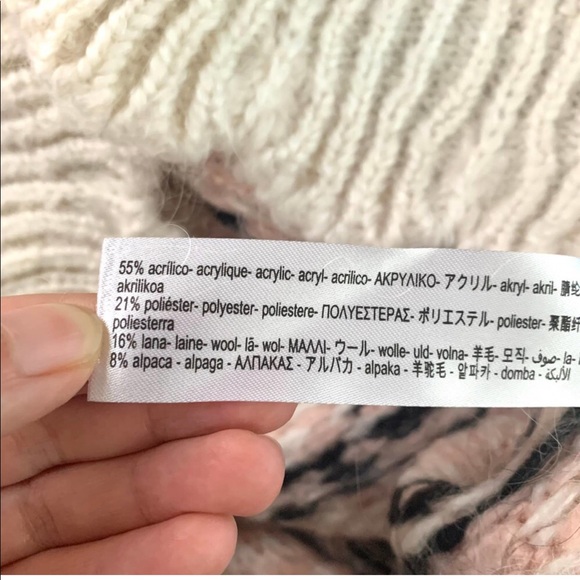 55% acrílico- acrylique- acrylic- acryl- acrilico- ΑΚΡΥΛΙΚΟ- アクリル- akryl- akril- 腈纶
akrilikoa
21% poliéster- polyester- poliestere- ΠΟΛΥΕΣΤΕΡΑΣ- ポリエステル- poliester- 聚酯纤
poliesterra
16% lana- laine- wool- lã- wol- ΜΑΛΛΙ- ウール- wolle- uld- volna- 羊毛- 모직- صوف- la-
8% alpaca - alpaga - ΑΛΠΑΚΑΣ - アルパカ - alpaka - 羊驼毛 - 알파카 - domba - الألبكة